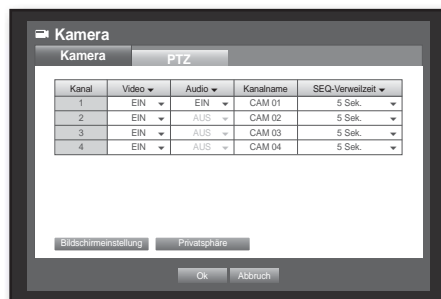 Kamera
Kamera PTZ
Kanal Video Audio Kanalname SEQ-Verweilzeit
1 EIN EIN CAM 01 5 Sek.
2 EIN AUS CAM 02 5 Sek.
3 EIN AUS CAM 03 5 Sek.
4 EIN AUS CAM 04 5 Sek.
Bildschirmeinstellung Privatsphäre
Ok Abbruch